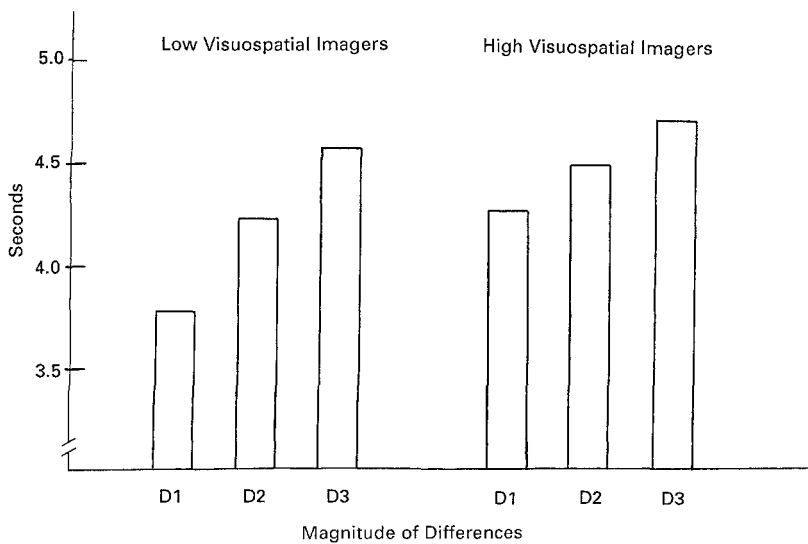 Low Visuospatial Imagers
High Visuospatial Imagers
5.0
4.5
4.0
3.5
Seconds
D1 D2 D3 D1 D2 D3
Magnitude of Differences